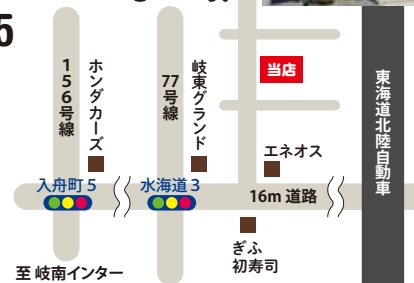 5
156号線
ホンダカーズ
77号線
岐東グランド
当店
東海道北陸自動車
エネオス
入舟町5
水海道3
16m 道路
ぎふ
初寿司
至 岐南インター